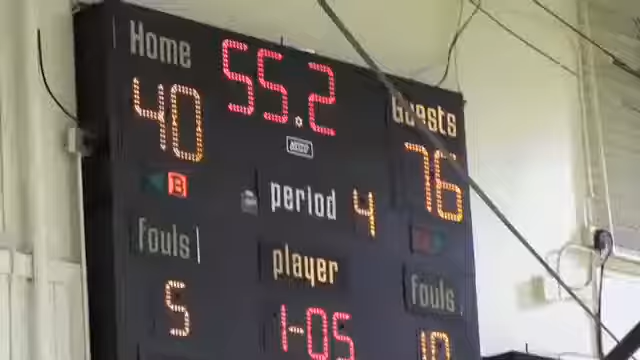 Home 55.2 Guests
40 76
B period 4
Fouls player Fouls
5 1-05 10